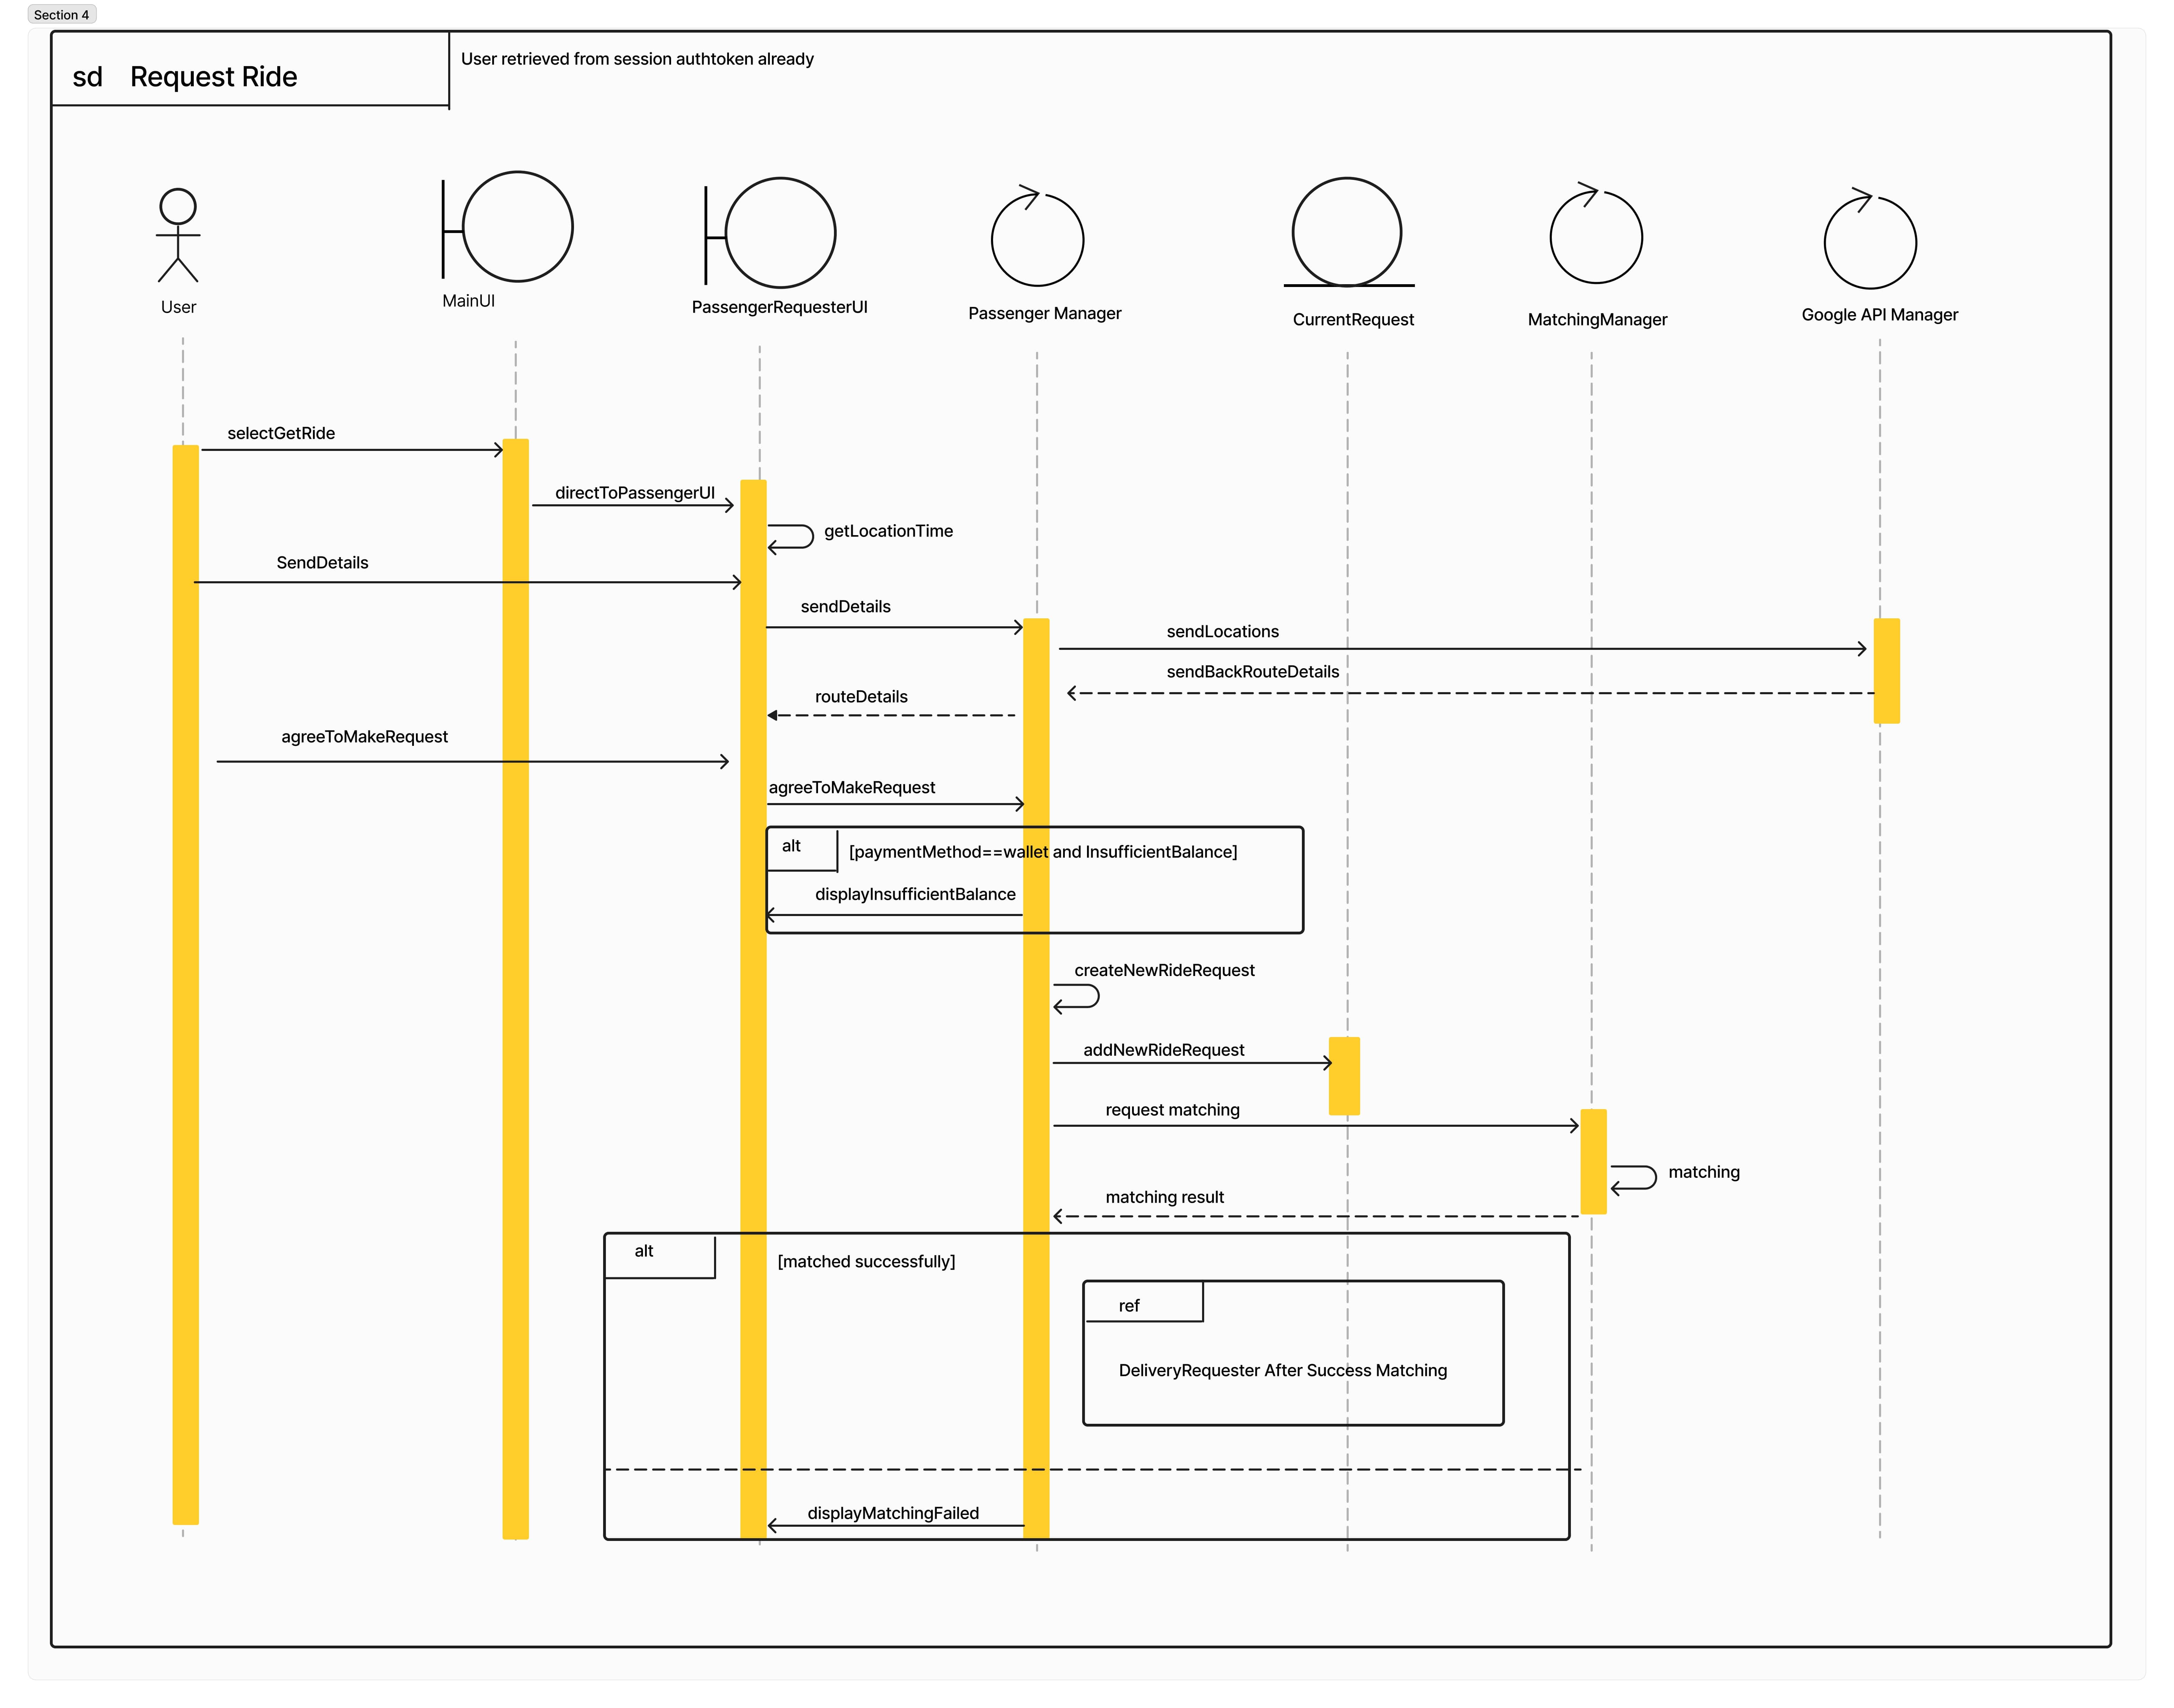 Section 4
sd Request Ride
User retrieved from session authtoken already
User
MainUI
PassengerRequesterUI
Passenger Manager
CurrentRequest
MatchingManager
Google API Manager
selectGetRide
directToPassengerUI
getLocationTime
SendDetails
sendDetails
sendLocations
sendBackRouteDetails
routeDetails
agreeToMakeRequest
agreeToMakeRequest
alt
[paymentMethod==wallet and InsufficientBalance]
displayInsufficientBalance
createNewRideRequest
addNewRideRequest
request matching
matching
matching result
alt
[matched successfully]
ref
DeliveryRequester After Success Matching
displayMatchingFailed